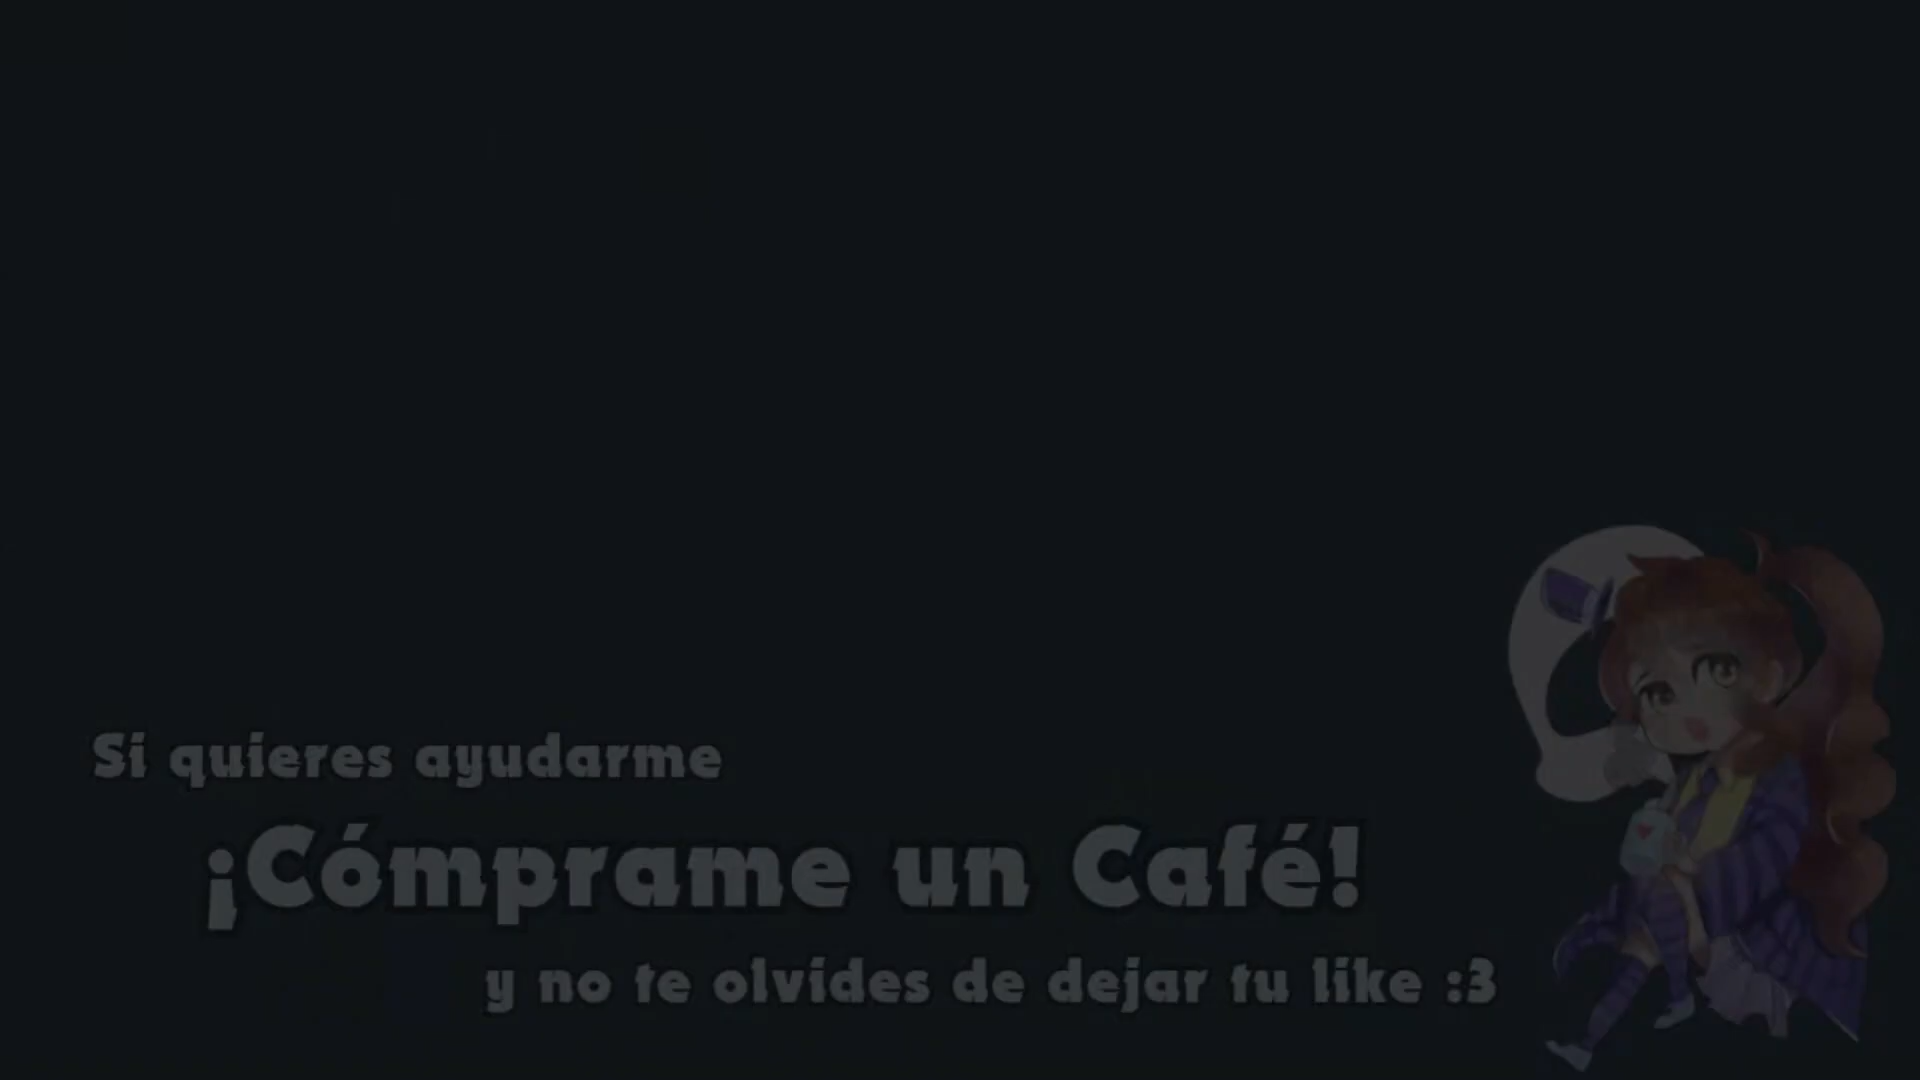 Si quieres ayudarme
¡Cómprame un Café!
y no te olvides de dejar tu like :3